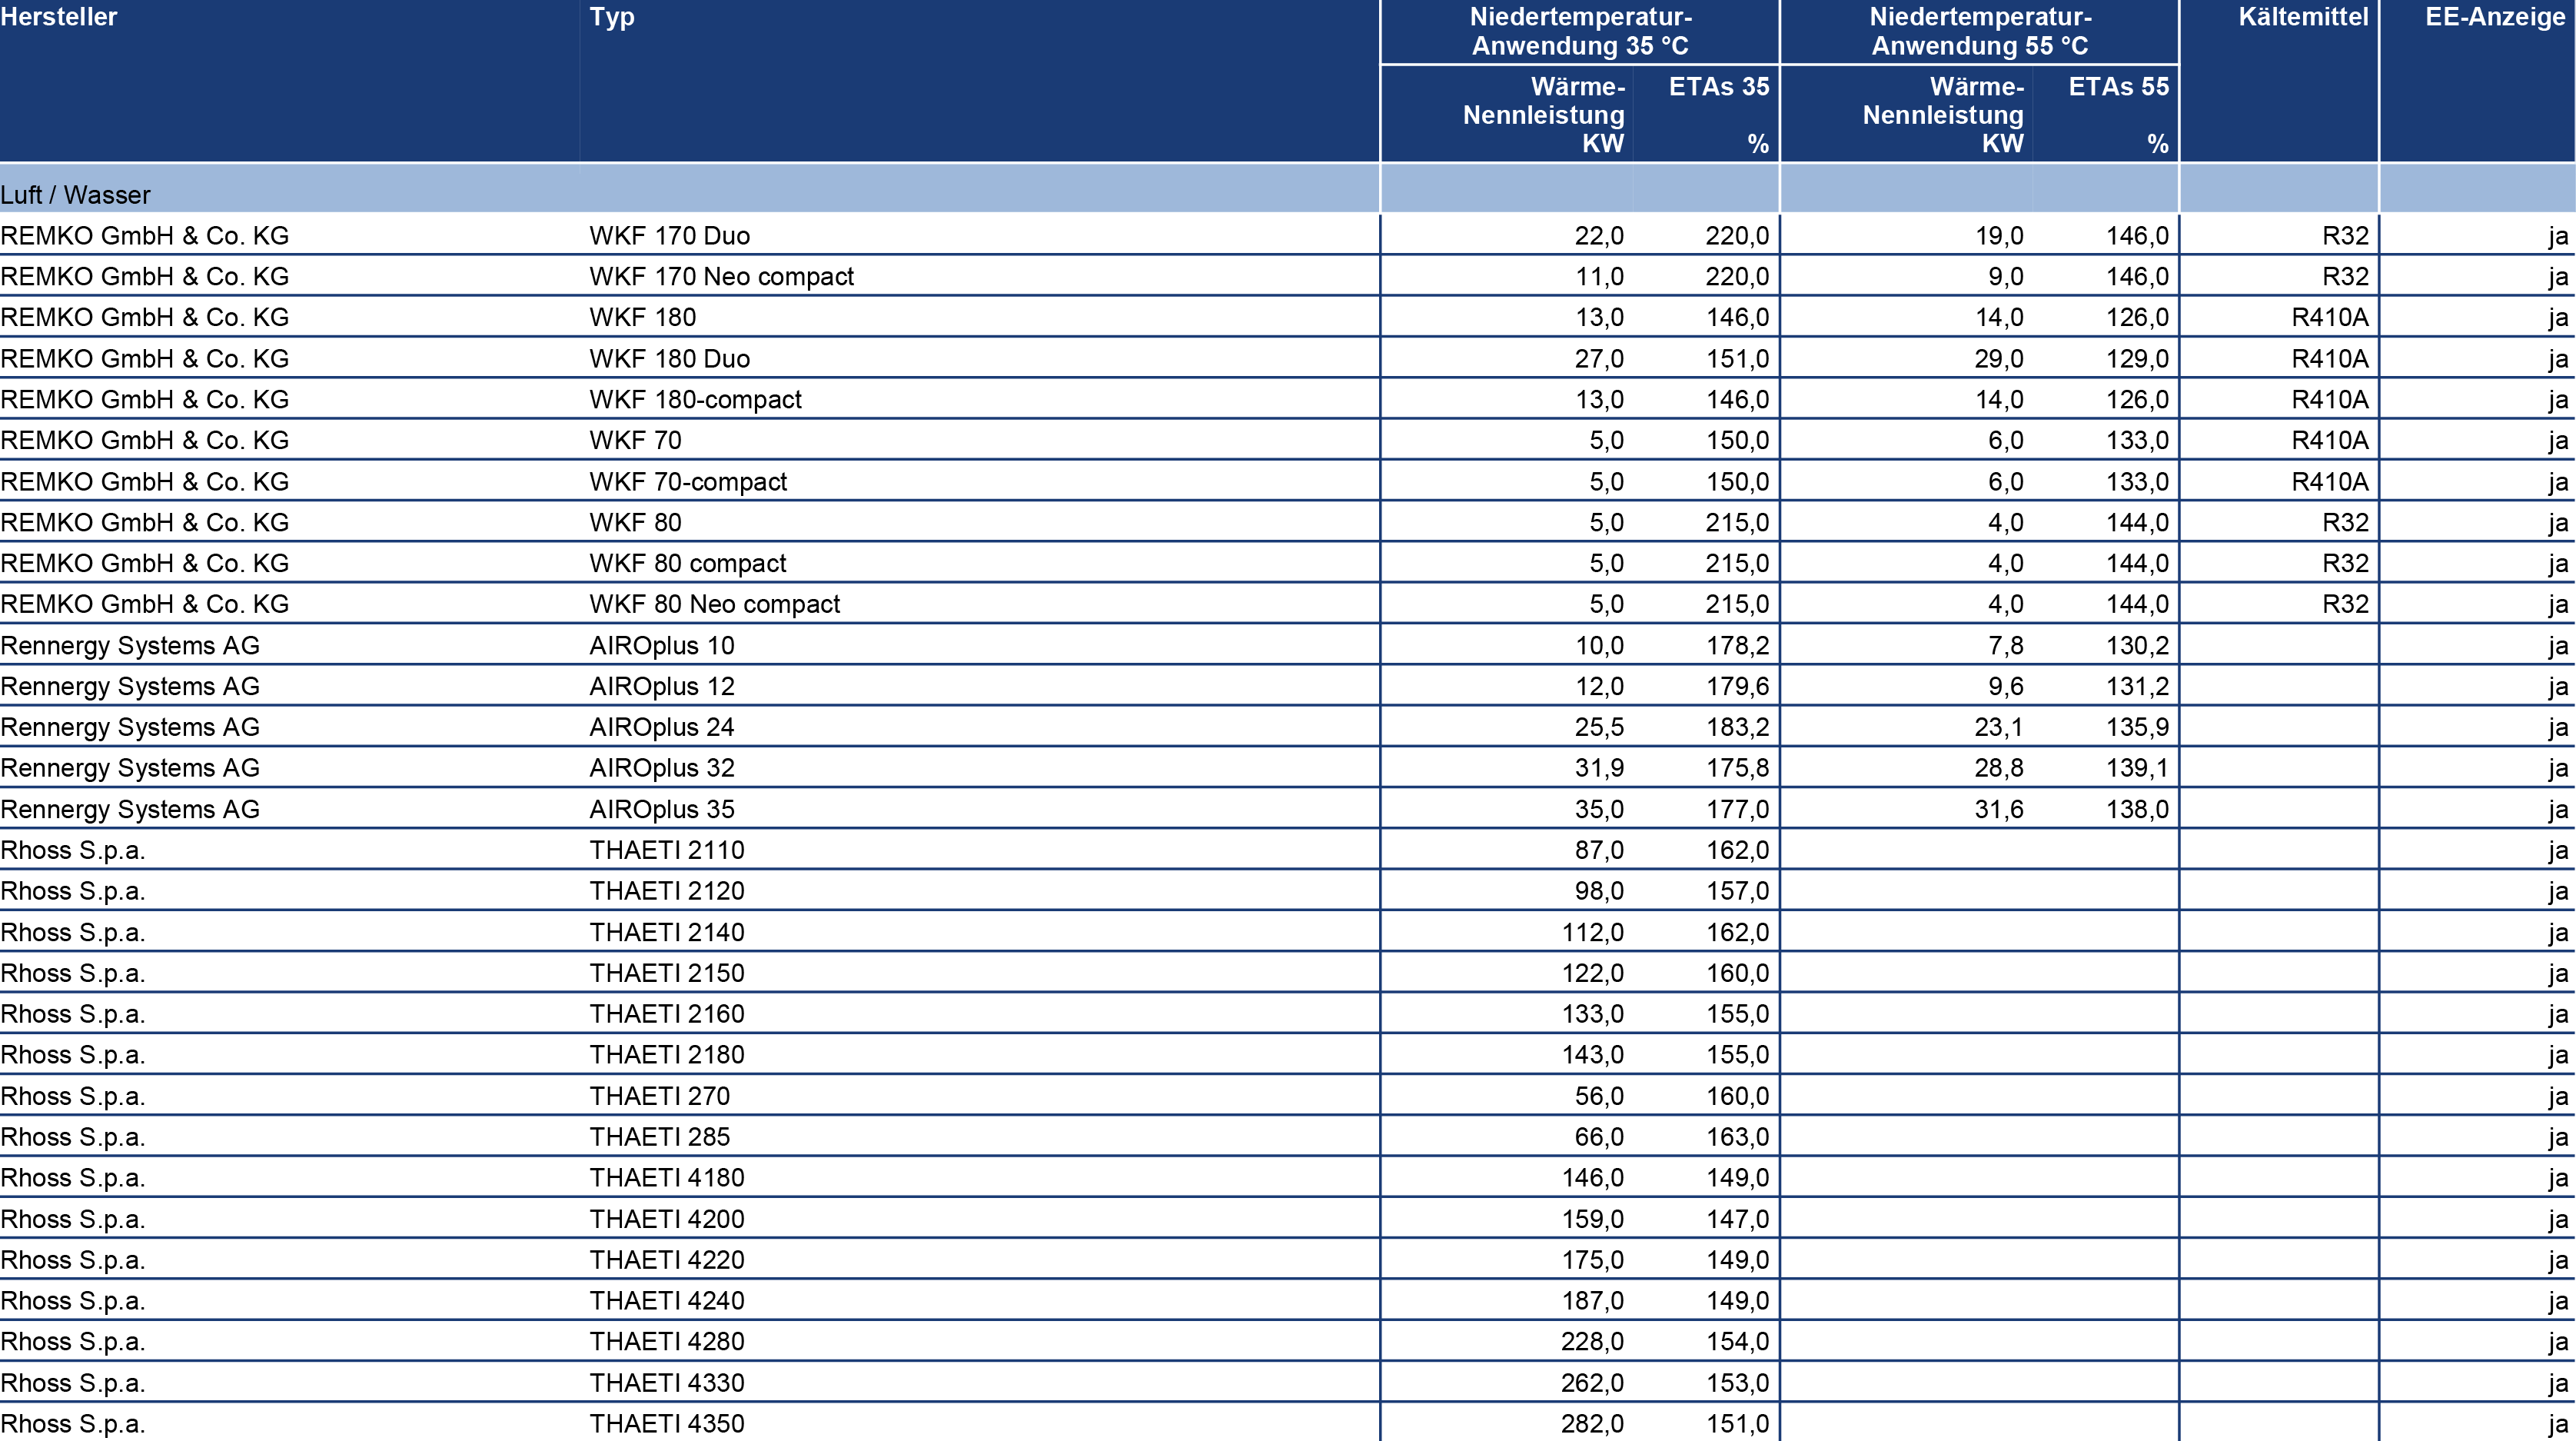 Hersteller Typ Niedertemperatur- Niedertemperatur- Kältemittel EE-Anzeige
Anwendung 35 °C Anwendung 55 °C
Wärme- ETAs 35 Wärme- ETAs 55
Nennleistung Nennleistung
KW % KW %
Luft / Wasser
REMKO GmbH & Co. KG WKF 170 Duo 22,0 220,0 19,0 146,0 R32 ja
REMKO GmbH & Co. KG WKF 170 Neo compact 11,0 220,0 9,0 146,0 R32 ja
REMKO GmbH & Co. KG WKF 180 13,0 146,0 14,0 126,0 R410A ja
REMKO GmbH & Co. KG WKF 180 Duo 27,0 151,0 29,0 129,0 R410A ja
REMKO GmbH & Co. KG WKF 180-compact 13,0 146,0 14,0 126,0 R410A ja
REMKO GmbH & Co. KG WKF 70 5,0 150,0 6,0 133,0 R410A ja
REMKO GmbH & Co. KG WKF 70-compact 5,0 150,0 6,0 133,0 R410A ja
REMKO GmbH & Co. KG WKF 80 5,0 215,0 4,0 144,0 R32 ja
REMKO GmbH & Co. KG WKF 80 compact 5,0 215,0 4,0 144,0 R32 ja
REMKO GmbH & Co. KG WKF 80 Neo compact 5,0 215,0 4,0 144,0 R32 ja
Rennergy Systems AG AIROplus 10 10,0 178,2 7,8 130,2 ja
Rennergy Systems AG AIROplus 12 12,0 179,6 9,6 131,2 ja
Rennergy Systems AG AIROplus 24 25,5 183,2 23,1 135,9 ja
Rennergy Systems AG AIROplus 32 31,9 175,8 28,8 139,1 ja
Rennergy Systems AG AIROplus 35 35,0 177,0 31,6 138,0 ja
Rhoss S.p.a. THAETI 2110 87,0 162,0 ja
Rhoss S.p.a. THAETI 2120 98,0 157,0 ja
Rhoss S.p.a. THAETI 2140 112,0 162,0 ja
Rhoss S.p.a. THAETI 2150 122,0 160,0 ja
Rhoss S.p.a. THAETI 2160 133,0 155,0 ja
Rhoss S.p.a. THAETI 2180 143,0 155,0 ja
Rhoss S.p.a. THAETI 270 56,0 160,0 ja
Rhoss S.p.a. THAETI 285 66,0 163,0 ja
Rhoss S.p.a. THAETI 4180 146,0 149,0 ja
Rhoss S.p.a. THAETI 4200 159,0 147,0 ja
Rhoss S.p.a. THAETI 4220 175,0 149,0 ja
Rhoss S.p.a. THAETI 4240 187,0 149,0 ja
Rhoss S.p.a. THAETI 4280 228,0 154,0 ja
Rhoss S.p.a. THAETI 4330 262,0 153,0 ja
Rhoss S.p.a. THAETI 4350 282,0 151,0 ja